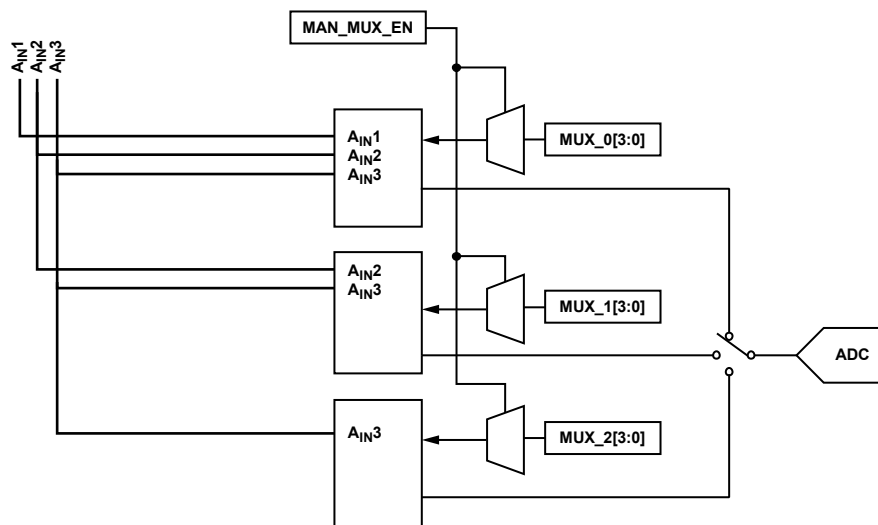 MAN_MUX_EN
AIN1
AIN2
AIN3
AIN1
AIN2
AIN3
MUX_0[3:0]
AIN2
AIN3
MUX_1[3:0]
ADC
AIN3
MUX_2[3:0]